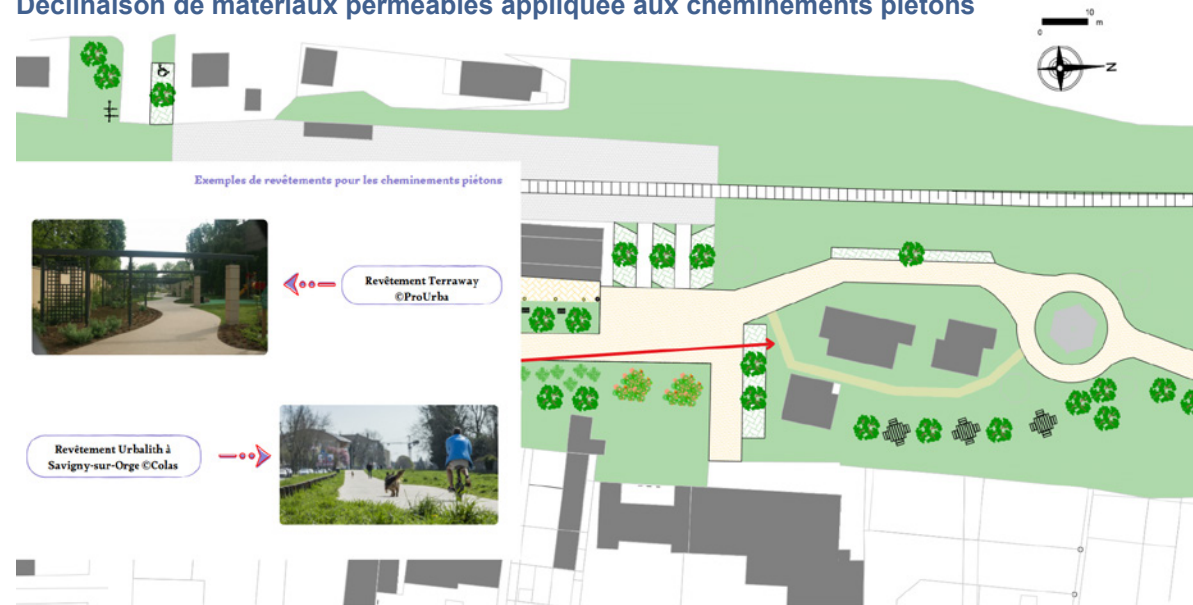 Déclinaison de matériaux perméables appliquée aux cheminements piétons
10
0
m
N
Exemples de revêtements pour les cheminements piétons
Revêtement Terraway
©ProUrba
Revêtement Urbalith à
Savigny-sur-Orge ©Colas